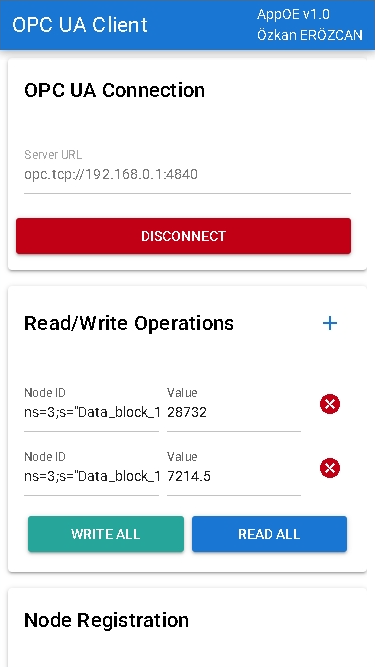 OPC UA Client
AppOE v1.0
Özkan ERÖZCAN
OPC UA Connection
Server URL
opc.tcp://192.168.0.1:4840
DISCONNECT
Read/Write Operations
Node ID
Value
ns=3;s="Data_block_1
28732
Node ID
Value
ns=3;s="Data_block_1
7214.5
WRITE ALL
READ ALL
Node Registration